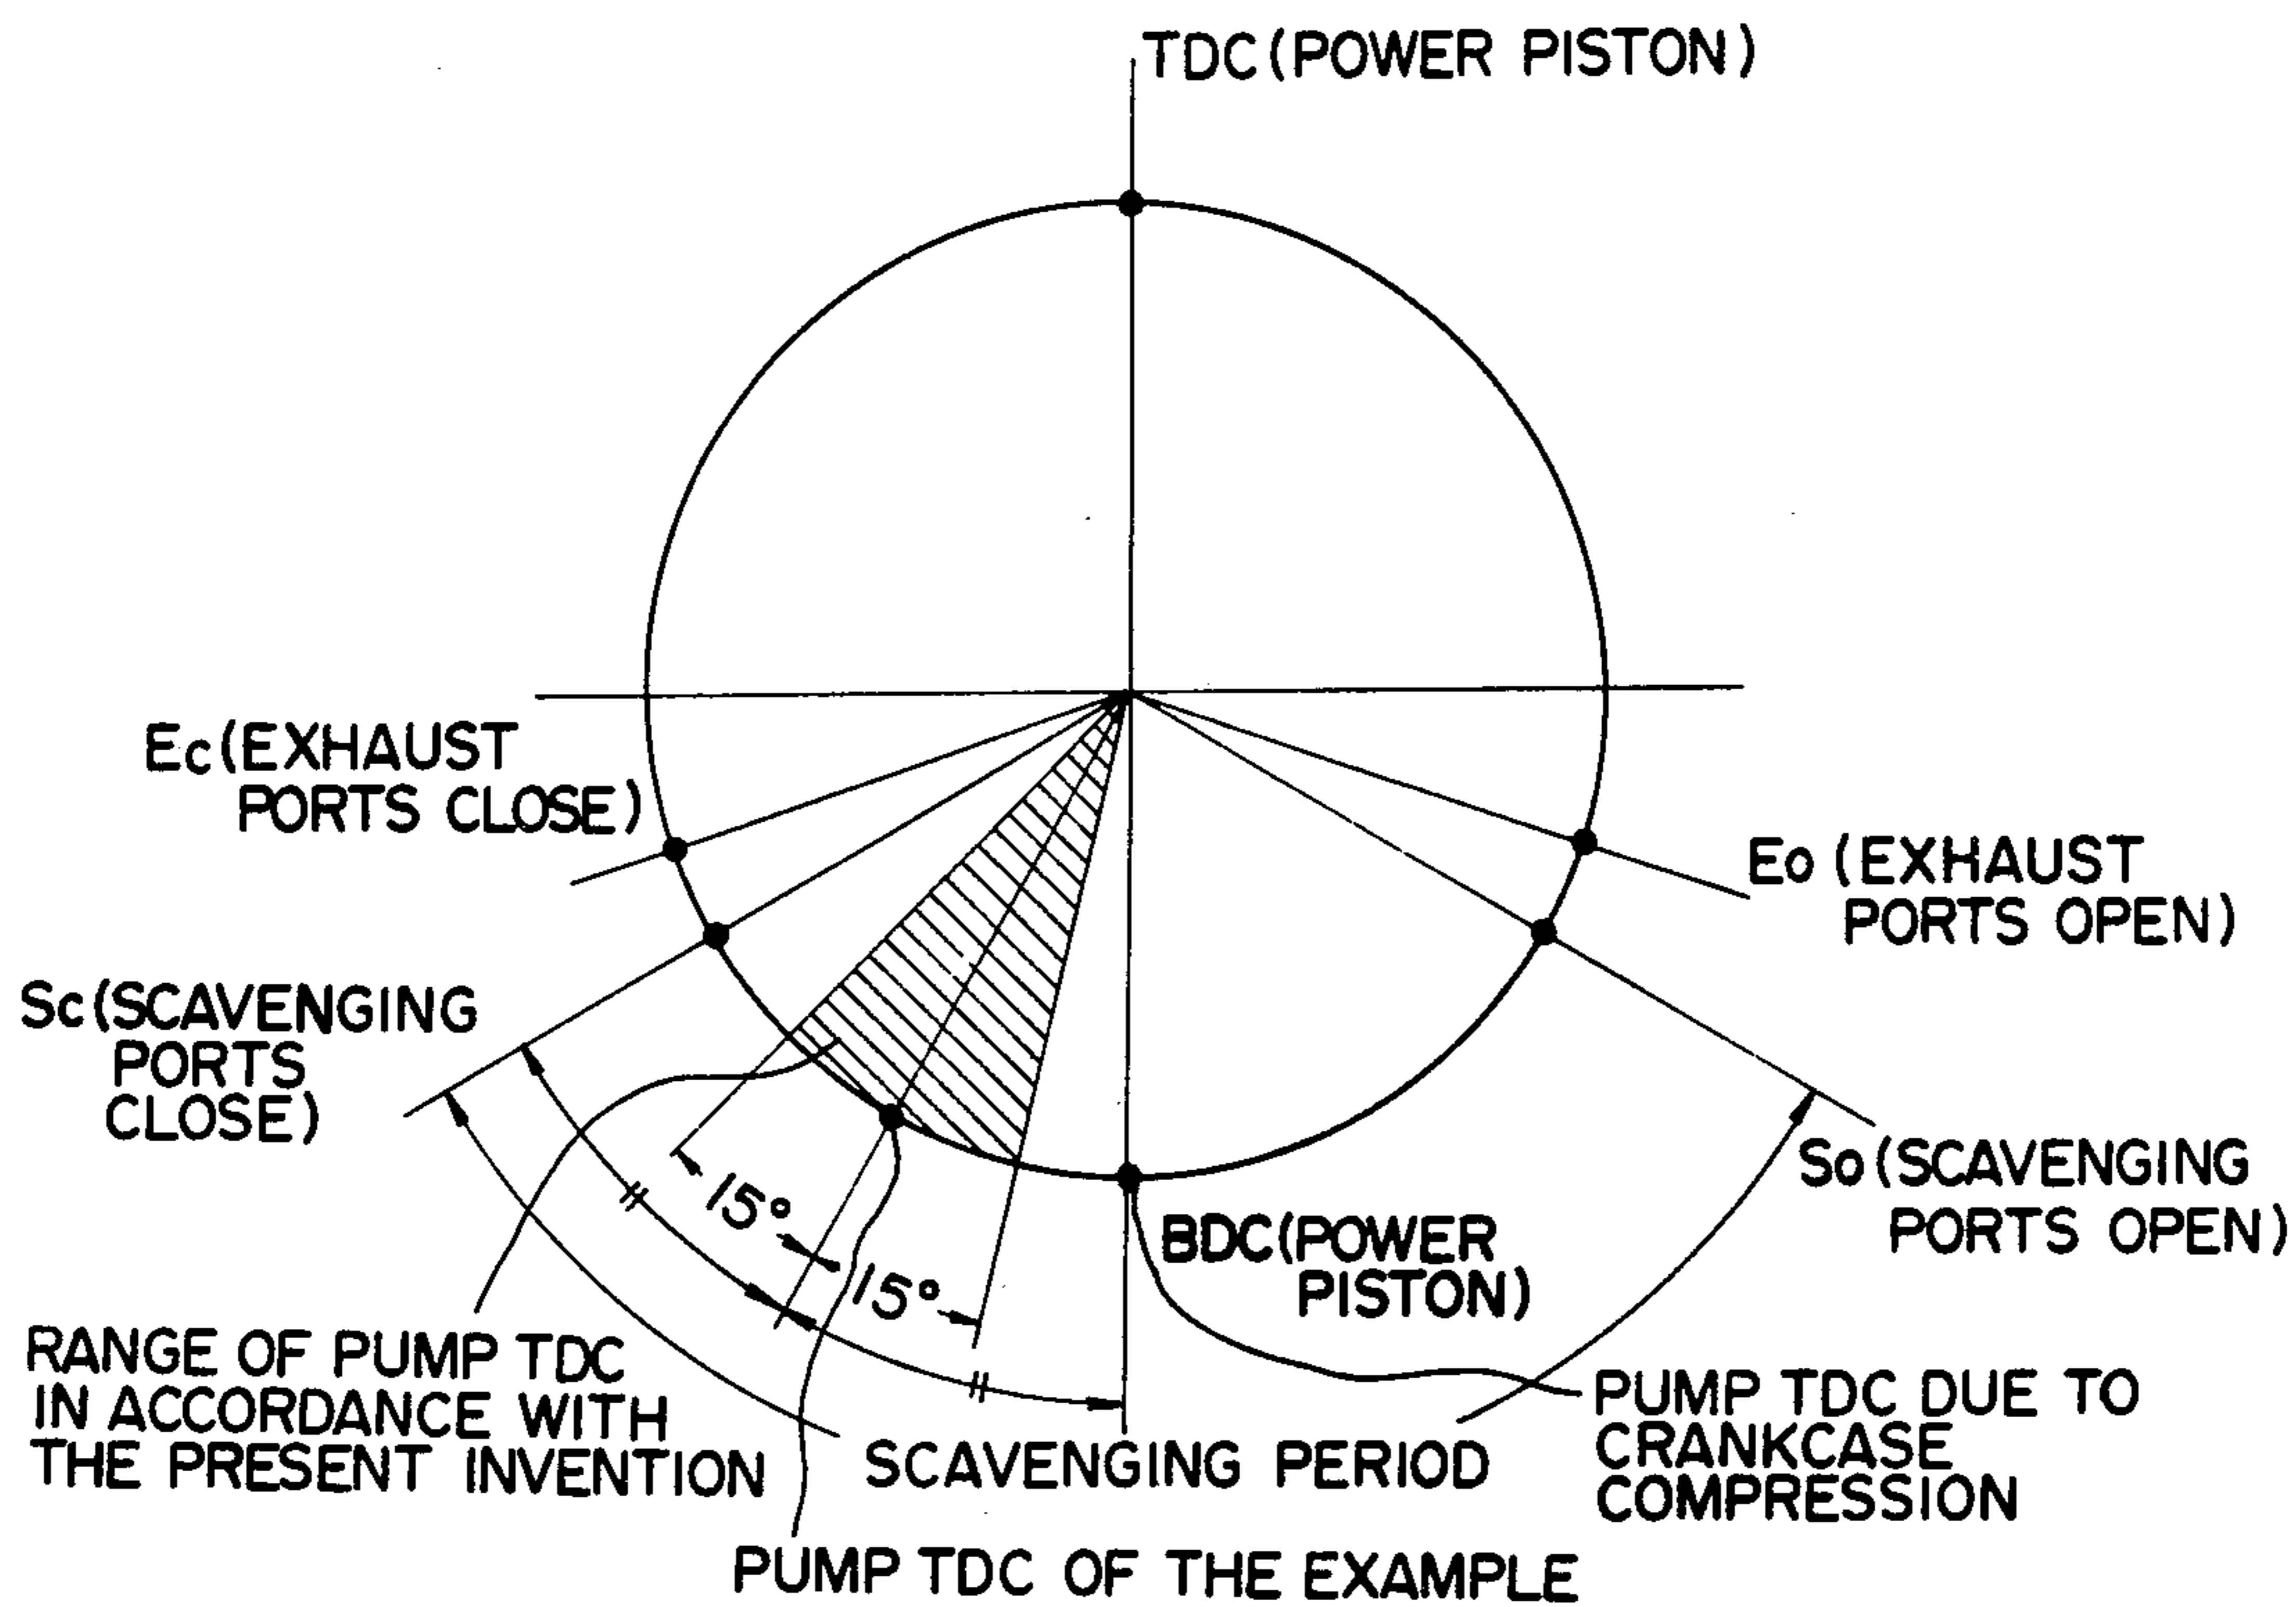 TDC (POWER PISTON)
Ec (EXHAUST
PORTS CLOSE)
Eo (EXHAUST
PORTS OPEN)
Sc (SCAVENGING
PORTS
CLOSE)
So (SCAVENGING
PORTS OPEN)
15°
15°
BDC (POWER
PISTON)
RANGE OF PUMP TDC
IN ACCORDANCE WITH
THE PRESENT INVENTION
SCAVENGING PERIOD
PUMP TDC DUE TO
CRANKCASE
COMPRESSION
PUMP TDC OF THE EXAMPLE